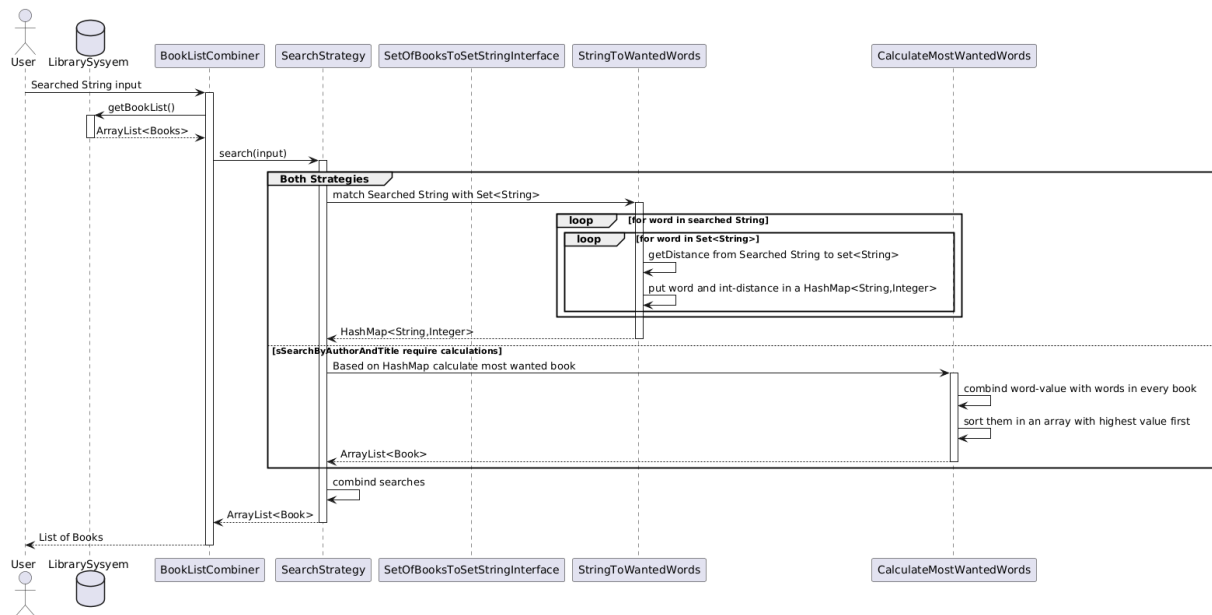 User
LibrarySysyem
BookListCombiner
SearchStrategy
SetOfBooksToSetStringInterface
StringToWantedWords
CalculateMostWantedWords
Searched String input
getBookList()
ArrayList<Books>
search(input)
Both Strategies
match Searched String with Set<String>
loop [for word in searched String]
loop [for word in Set<String>]
getDistance from Searched String to set<String>
put word and int-distance in a HashMap<String,Integer>
HashMap<String,Integer>
[sSearchByAuthorAndTitle require calculations]
Based on HashMap calculate most wanted book
combind word-value with words in every book
sort them in an array with highest value first
ArrayList<Book>
combind searches
ArrayList<Book>
List of Books
User
LibrarySysyem
BookListCombiner
SearchStrategy
SetOfBooksToSetStringInterface
StringToWantedWords
CalculateMostWantedWords